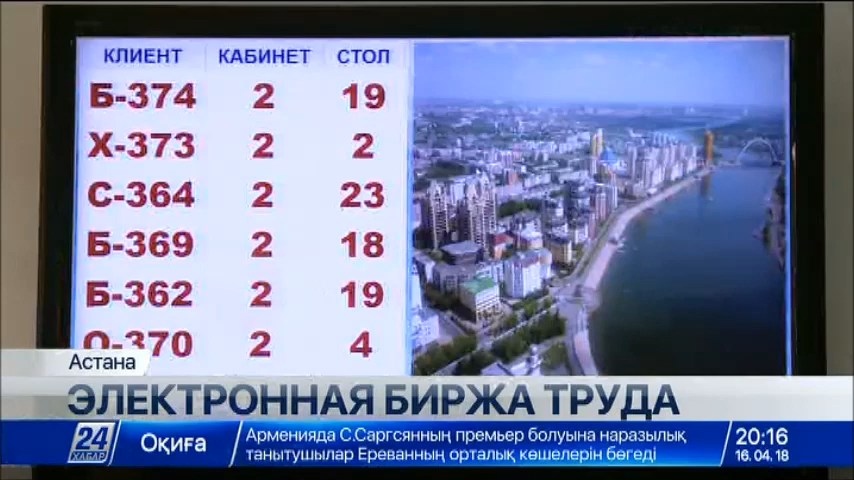 КЛИЕНТ КАБИНЕТ СТОЛ
Б-374 2 19
Х-373 2 2
С-364 2 23
Б-369 2 18
Б-362 2 19
О-370 2 4
Астана
ЭЛЕКТРОННАЯ БИРЖА ТРУДА
24 ХАБАР
Оқиға
Арменияда С.Саргсянның премьер болуына наразылық
танытушылар Ереванның орталық көшелерін бөгеді
20:16
16.04.18